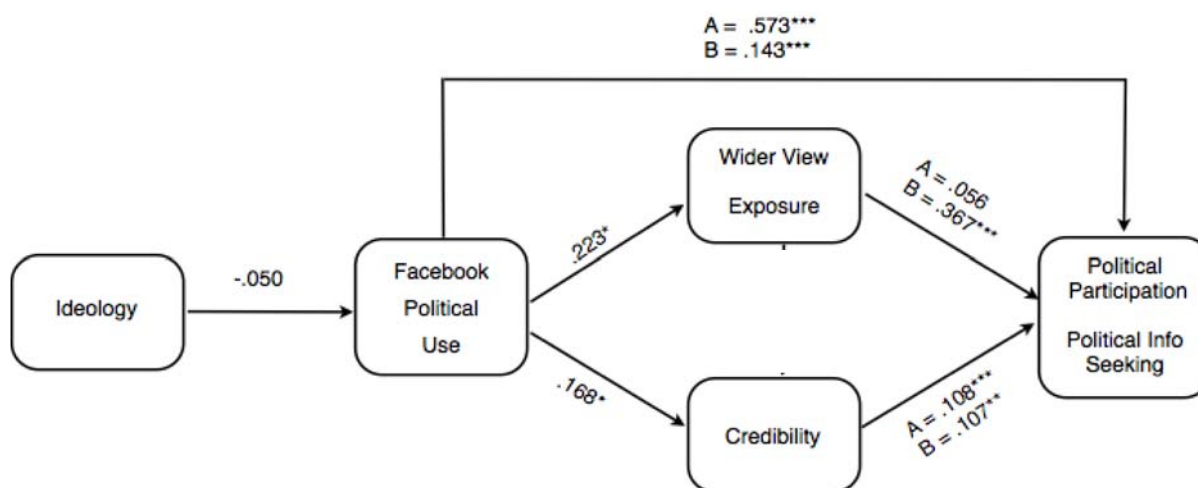 A = .573***
B = .143***
Wider View
Exposure
A = .056
B = .367***
.223*
Ideology
-.050
Facebook
Political
Use
Political
Participation
Political Info
Seeking
.168*
Credibility
A = .108***
B = .107**